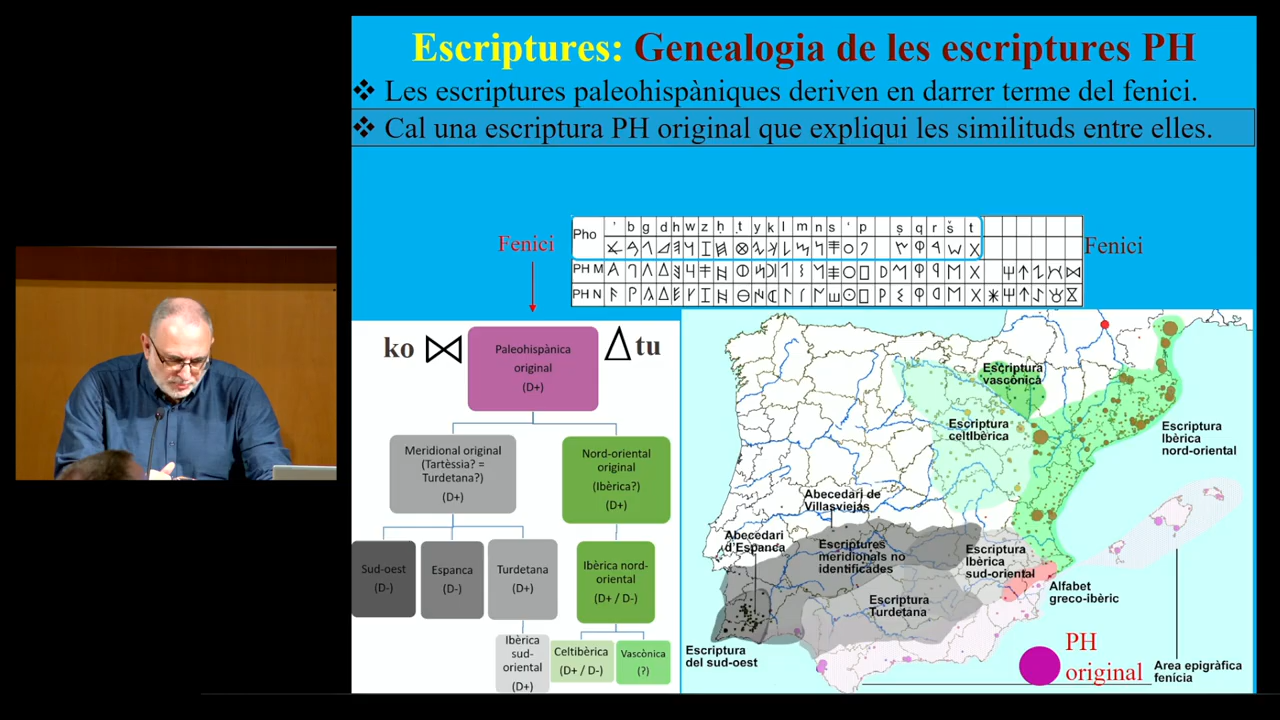 Escriptures: Genealogia de les escriptures PH
❖ Les escriptures paleohispàniques deriven en darrer terme del fenici.
❖ Cal una escriptura PH original que expliqui les similituds entre elles.
Pho
ʾ b g d h w z ḥ ṭ y k l m n s ʿ p ṣ q r š t
PH M
PH N
Fenici
Fenici
ko
Paleohispànica
original
(D+)
tu
Meridional original
(Tartèssia? =
Turdetana?)
(D+)
Nord-oriental
original
(Ibèrica?)
(D+)
Sud-oest
(D-)
Espanca
(D-)
Turdetana
(D+)
Ibèrica nord-
oriental
(D+ / D-)
Ibèrica
sud-
oriental
(D+)
Celtibèrica
(D+ / D-)
Vascònica
(?)
Escriptura
vascònica
Escriptura
celtIbèrica
Escriptura
Ibèrica
nord-oriental
Abecedari de
Villasviejas
Abecedari
d'Espanca
Escriptures
meridionals no
identificades
Escriptura
Ibèrica
sud-oriental
Alfabet
greco-ibèric
Escriptura
Turdetana
Escriptura
del sud-oest
PH
original
Area epigràfica
fenícia